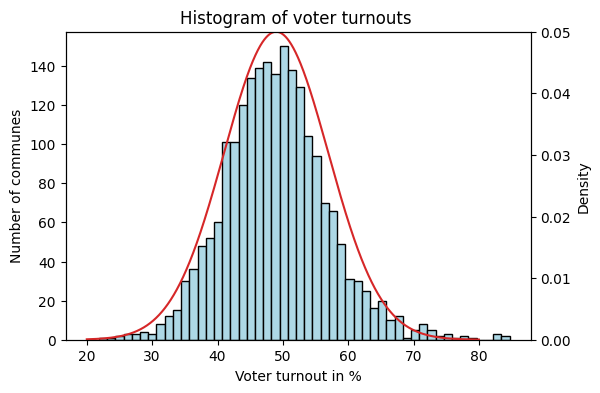 Histogram of voter turnouts
Number of communes
0
20
40
60
80
100
120
140
20 30 40 50 60 70 80
Voter turnout in %
0.00
0.01
0.02
0.03
0.04
0.05
Density